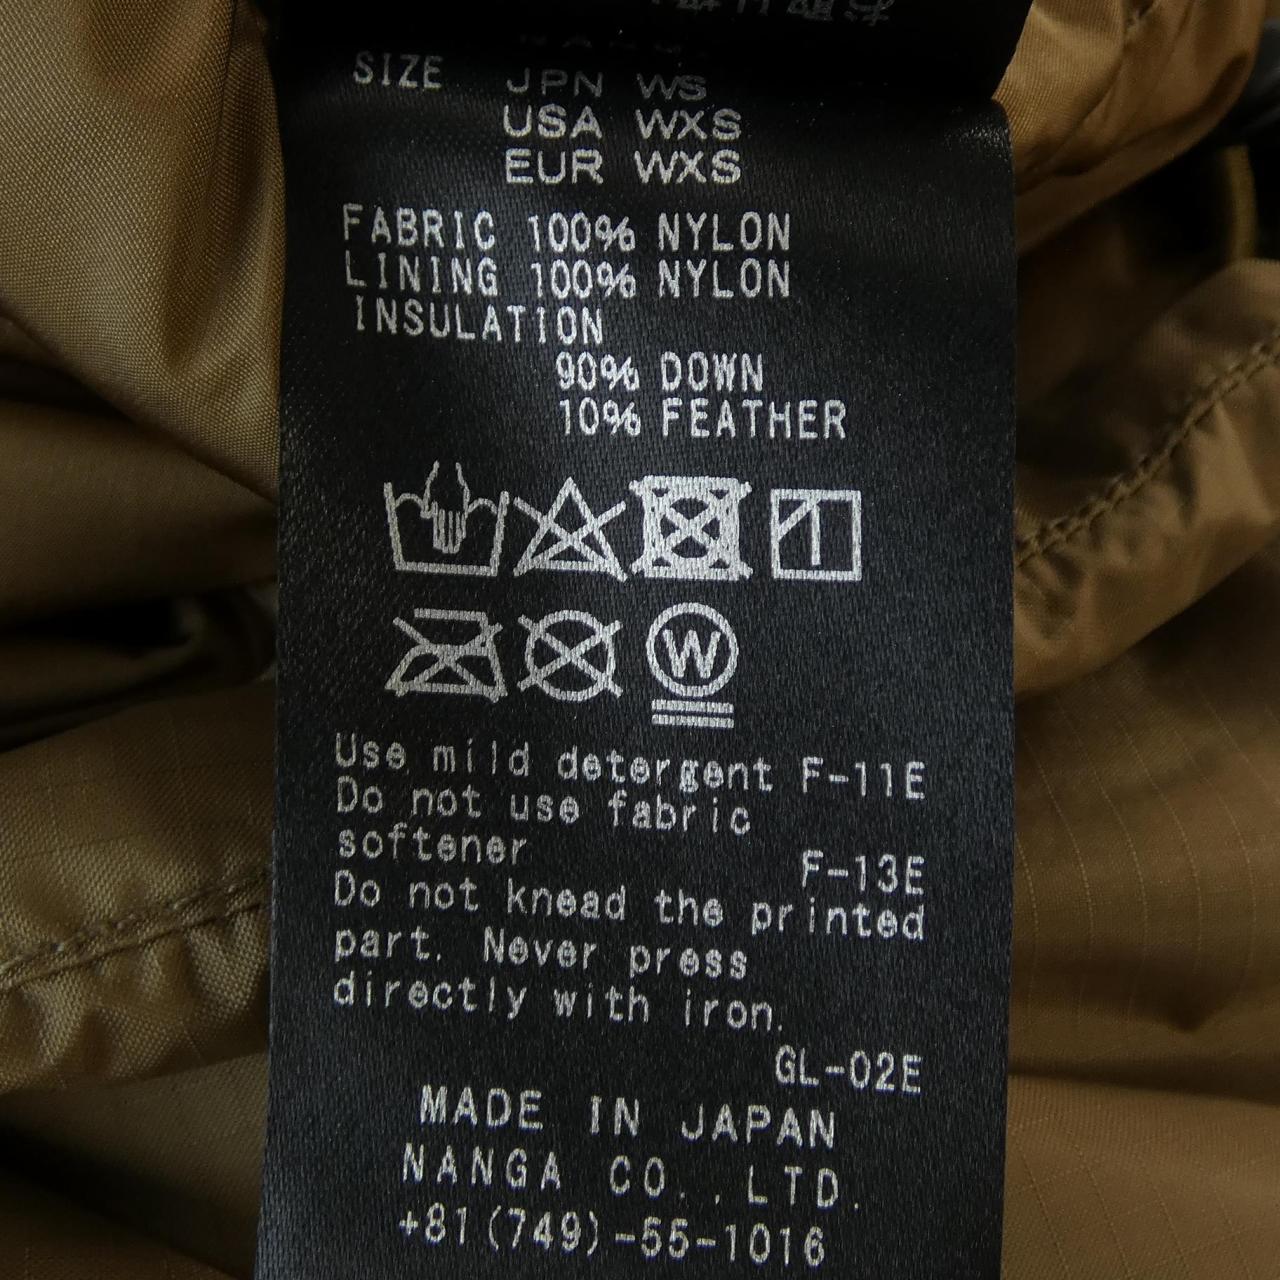 SIZE JPN WS
USA WXS
EUR WXS
FABRIC 100% NYLON
LINING 100% NYLON
INSULATION
90% DOWN
10% FEATHER
W
Use mild detergent F-11E
Do not use fabric
softener F-13E
Do not knead the printed
part. Never press
directly with iron.
GL-02E
MADE IN JAPAN
NANGA CO.,LTD.
+81(749)-55-1016